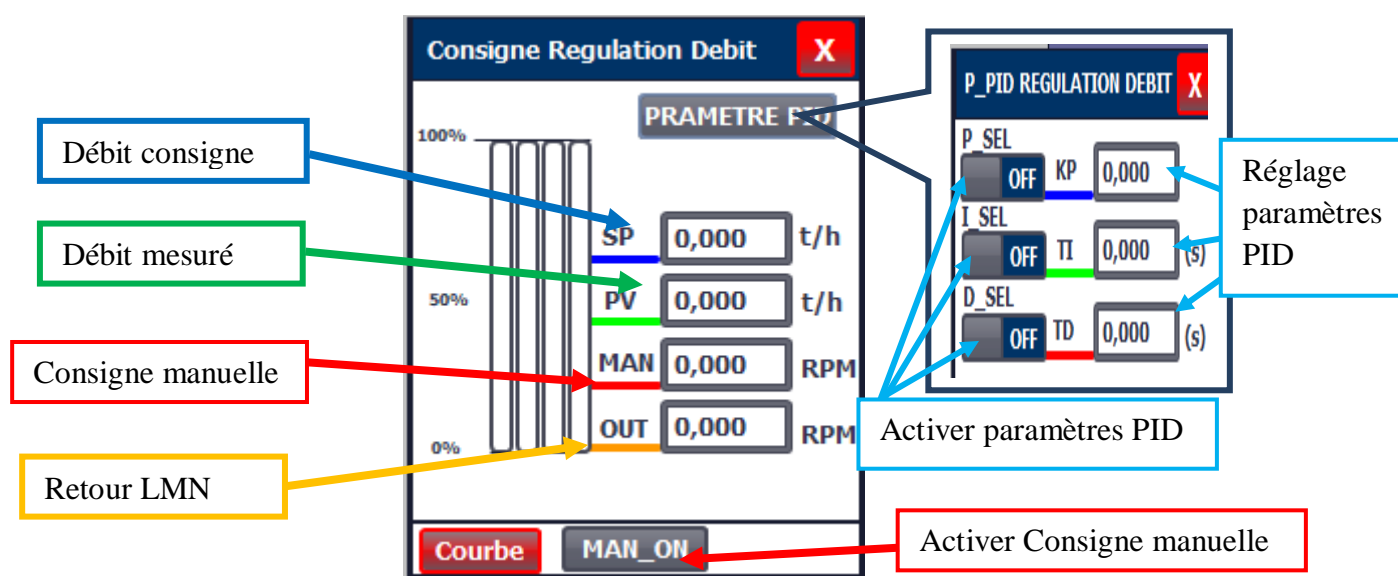 Consigne Regulation Debit
X
PRAMETRE PID
100%
50%
0%
SP 0,000 t/h
PV 0,000 t/h
MAN 0,000 RPM
OUT 0,000 RPM
Courbe
MAN_ON
Débit consigne
Débit mesuré
Consigne manuelle
Retour LMN
P_PID REGULATION DEBIT
X
P_SEL
OFF KP 0,000
I_SEL
OFF TI 0,000 (s)
D_SEL
OFF TD 0,000 (s)
Réglage
paramètres
PID
Activer paramètres PID
Activer Consigne manuelle